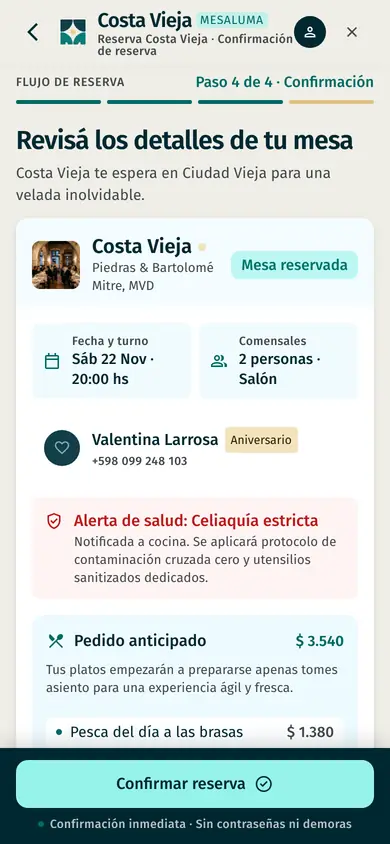 Costa Vieja MESALUMA
Reserva Costa Vieja · Confirmación
de reserva
FLUJO DE RESERVA Paso 4 de 4 · Confirmación
Revisá los detalles de tu mesa
Costa Vieja te espera en Ciudad Vieja para una
velada inolvidable.
Costa Vieja
Piedras & Bartolomé
Mitre, MVD
Mesa reservada
Fecha y turno
Sáb 22 Nov ·
20:00 hs
Comensales
2 personas ·
Salón
Valentina Larrosa Aniversario
+598 099 248 103
Alerta de salud: Celiaquía estricta
Notificada a cocina. Se aplicará protocolo de
contaminación cruzada cero y utensilios
sanitizados dedicados.
Pedido anticipado $ 3.540
Tus platos empezarán a prepararse apenas tomes
asiento para una experiencia ágil y fresca.
Pesca del día a las brasas $ 1.380
Confirmar reserva
Confirmación inmediata · Sin contraseñas ni demoras